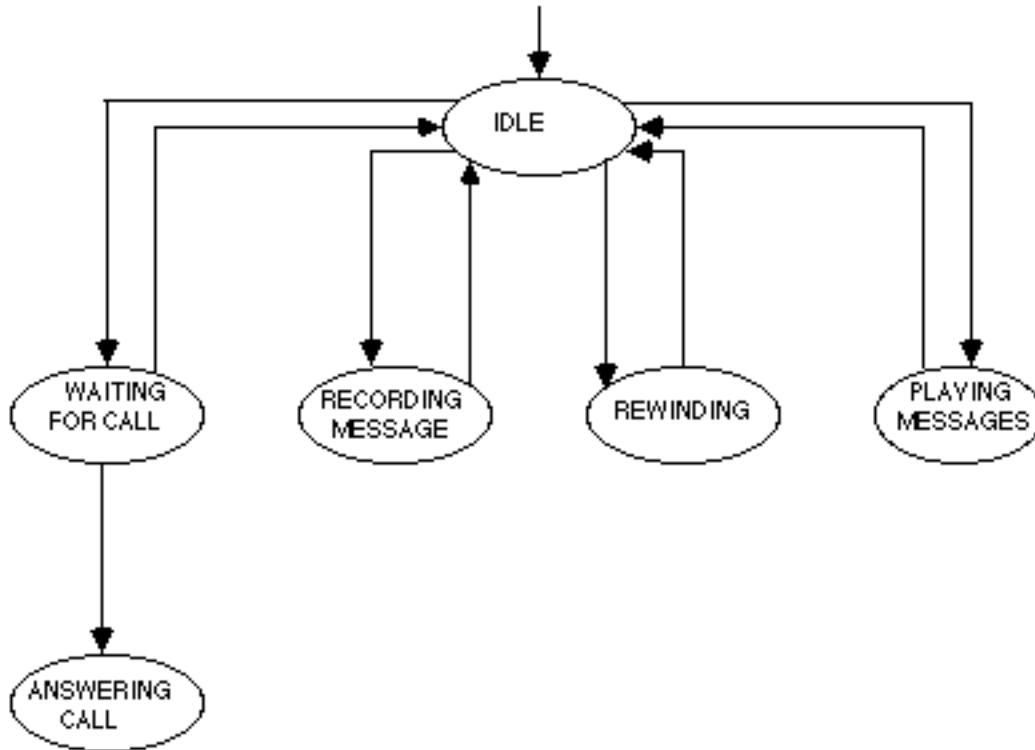 IDLE
WAITING
FOR CALL
RECORDING
MESSAGE
REWINDING
PLAYING
MESSAGES
ANSWERING
CALL